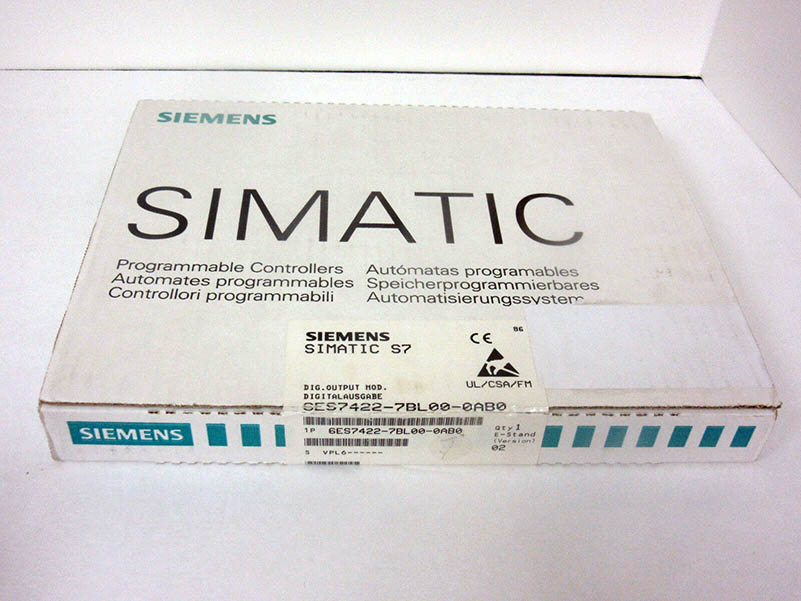 SIEMENS
SIMATIC
Programmable Controllers
Automates programmables
Controllori programmabili
Autómatas programables
Speicherprogrammierbares
Automatisierungssystem
SIEMENS
SIMATIC S7
CE
UL/CSA/FM
DIG.OUTPUT MOD.
DIGITALAUSGABE
6ES7422-7BL00-0AB0
SIEMENS
1P 6ES7422-7BL00-0AB0
S VPL6------
Qty 1
E-Stand
(Version)
02